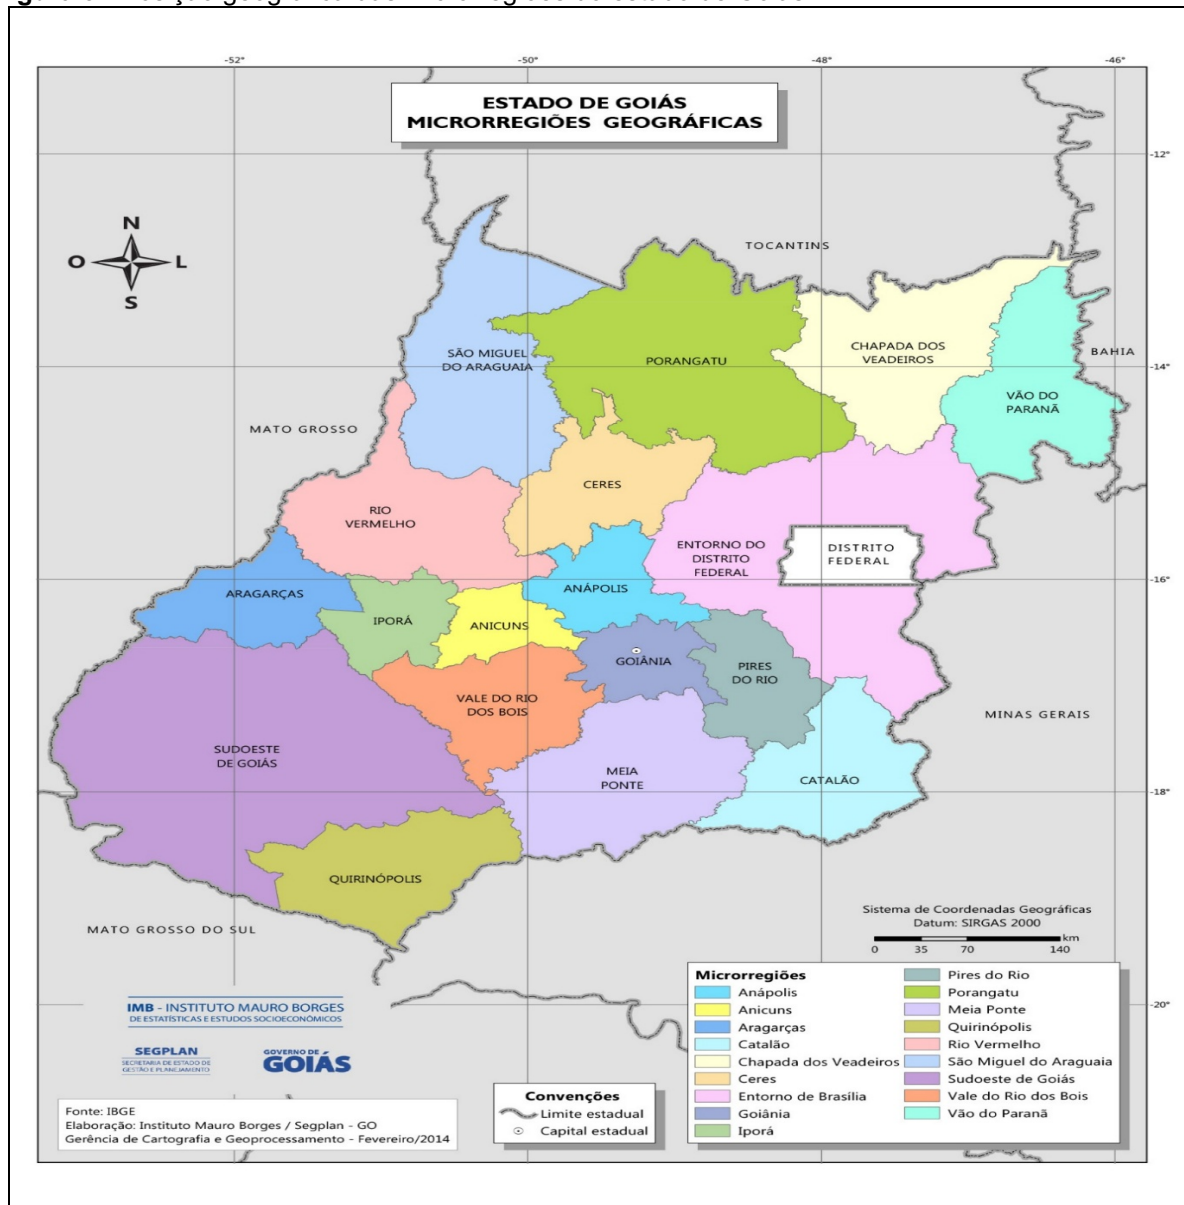 -52°
-50°
-48°
-46°
ESTADO DE GOIÁS
MICRORREGIÕES GEOGRÁFICAS
-12°
N
O
L
S
TOCANTINS
SÃO MIGUEL
DO ARAGUAIA
PORANGATU
CHAPADA DOS
VEADEIROS
BAHIA
-14°
VÃO DO
PARANÃ
MATO GROSSO
CERES
RIO
VERMELHO
ENTORNO DO
DISTRITO
FEDERAL
DISTRITO
FEDERAL
-16°
ARAGARÇAS
ANÁPOLIS
IPORÁ
ANICUNS
GOIÂNIA
PIRES
DO RIO
VALE DO RIO
DOS BOIS
MINAS GERAIS
SUDOESTE
DE GOIÁS
MEIA
PONTE
CATALÃO
-18°
QUIRINÓPOLIS
MATO GROSSO DO SUL
Sistema de Coordenadas Geográficas
Datum: SIRGAS 2000
km
0 35 70 140
-20°
Microrregiões
Anápolis
Anicuns
Aragarças
Catalão
Chapada dos Veadeiros
Ceres
Entorno de Brasília
Goiânia
Iporá
Pires do Rio
Porangatu
Meia Ponte
Quirinópolis
Rio Vermelho
São Miguel do Araguaia
Sudoeste de Goiás
Vale do Rio dos Bois
Vão do Paranã
IMB - INSTITUTO MAURO BORGES
DE ESTATÍSTICAS E ESTUDOS SOCIOECONÔMICOS
SEGPLAN
SECRETARIA DE ESTADO DE
GESTÃO E PLANEJAMENTO
GOVERNO DE
GOIÁS
Convenções
Limite estadual
Capital estadual
Fonte: IBGE
Elaboração: Instituto Mauro Borges / Segplan - GO
Gerência de Cartografia e Geoprocessamento - Fevereiro/2014